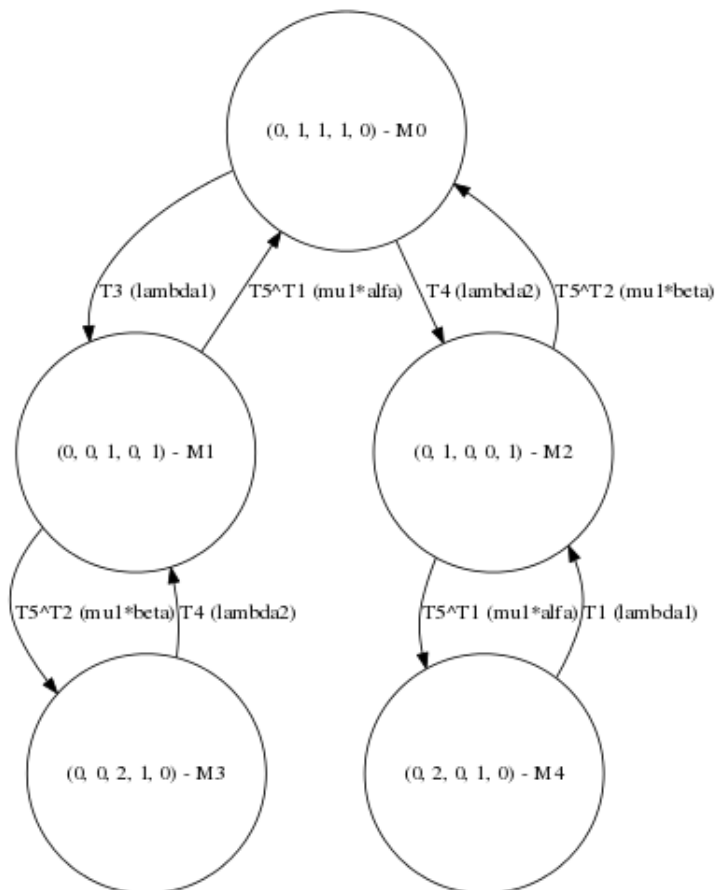 (0, 1, 1, 1, 0) - M0
T3 (lambda1)
T5^T1 (mu1*alfa)
T4 (lambda2)
T5^T2 (mu1*beta)
(0, 0, 1, 0, 1) - M1
(0, 1, 0, 0, 1) - M2
T5^T2 (mu1*beta)
T4 (lambda2)
T5^T1 (mu1*alfa)
T1 (lambda1)
(0, 0, 2, 1, 0) - M3
(0, 2, 0, 1, 0) - M4